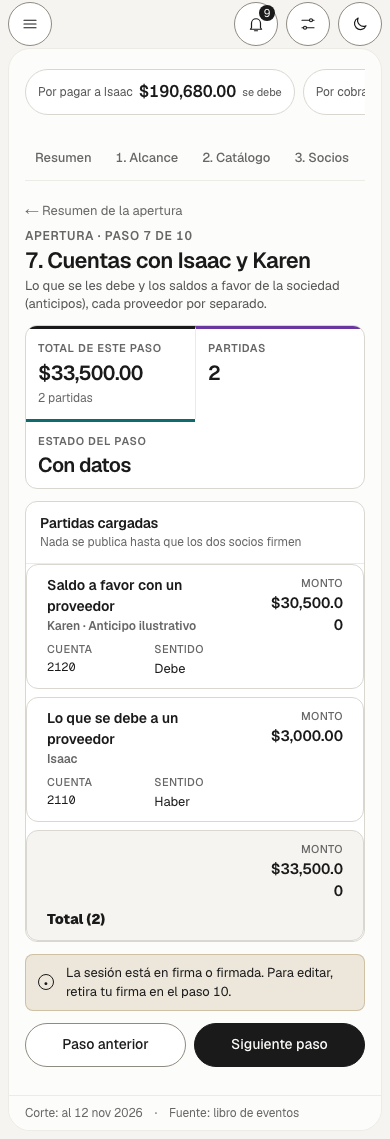 9
Por pagar a Isaac $190,680.00 se debe
Por cobra
Resumen 1. Alcance 2. Catálogo 3. Socios
← Resumen de la apertura
APERTURA · PASO 7 DE 10
7. Cuentas con Isaac y Karen
Lo que se les debe y los saldos a favor de la sociedad
(anticipos), cada proveedor por separado.
TOTAL DE ESTE PASO
$33,500.00
2 partidas
PARTIDAS
2
ESTADO DEL PASO
Con datos
Partidas cargadas
Nada se publica hasta que los dos socios firmen
Saldo a favor con un
proveedor
Karen · Anticipo ilustrativo
MONTO
$30,500.0
0
CUENTA
2120
SENTIDO
Debe
Lo que se debe a un
proveedor
Isaac
MONTO
$3,000.00
CUENTA
2110
SENTIDO
Haber
MONTO
$33,500.0
0
Total (2)
La sesión está en firma o firmada. Para editar,
retira tu firma en el paso 10.
Paso anterior
Siguiente paso
Corte: al 12 nov 2026 · Fuente: libro de eventos